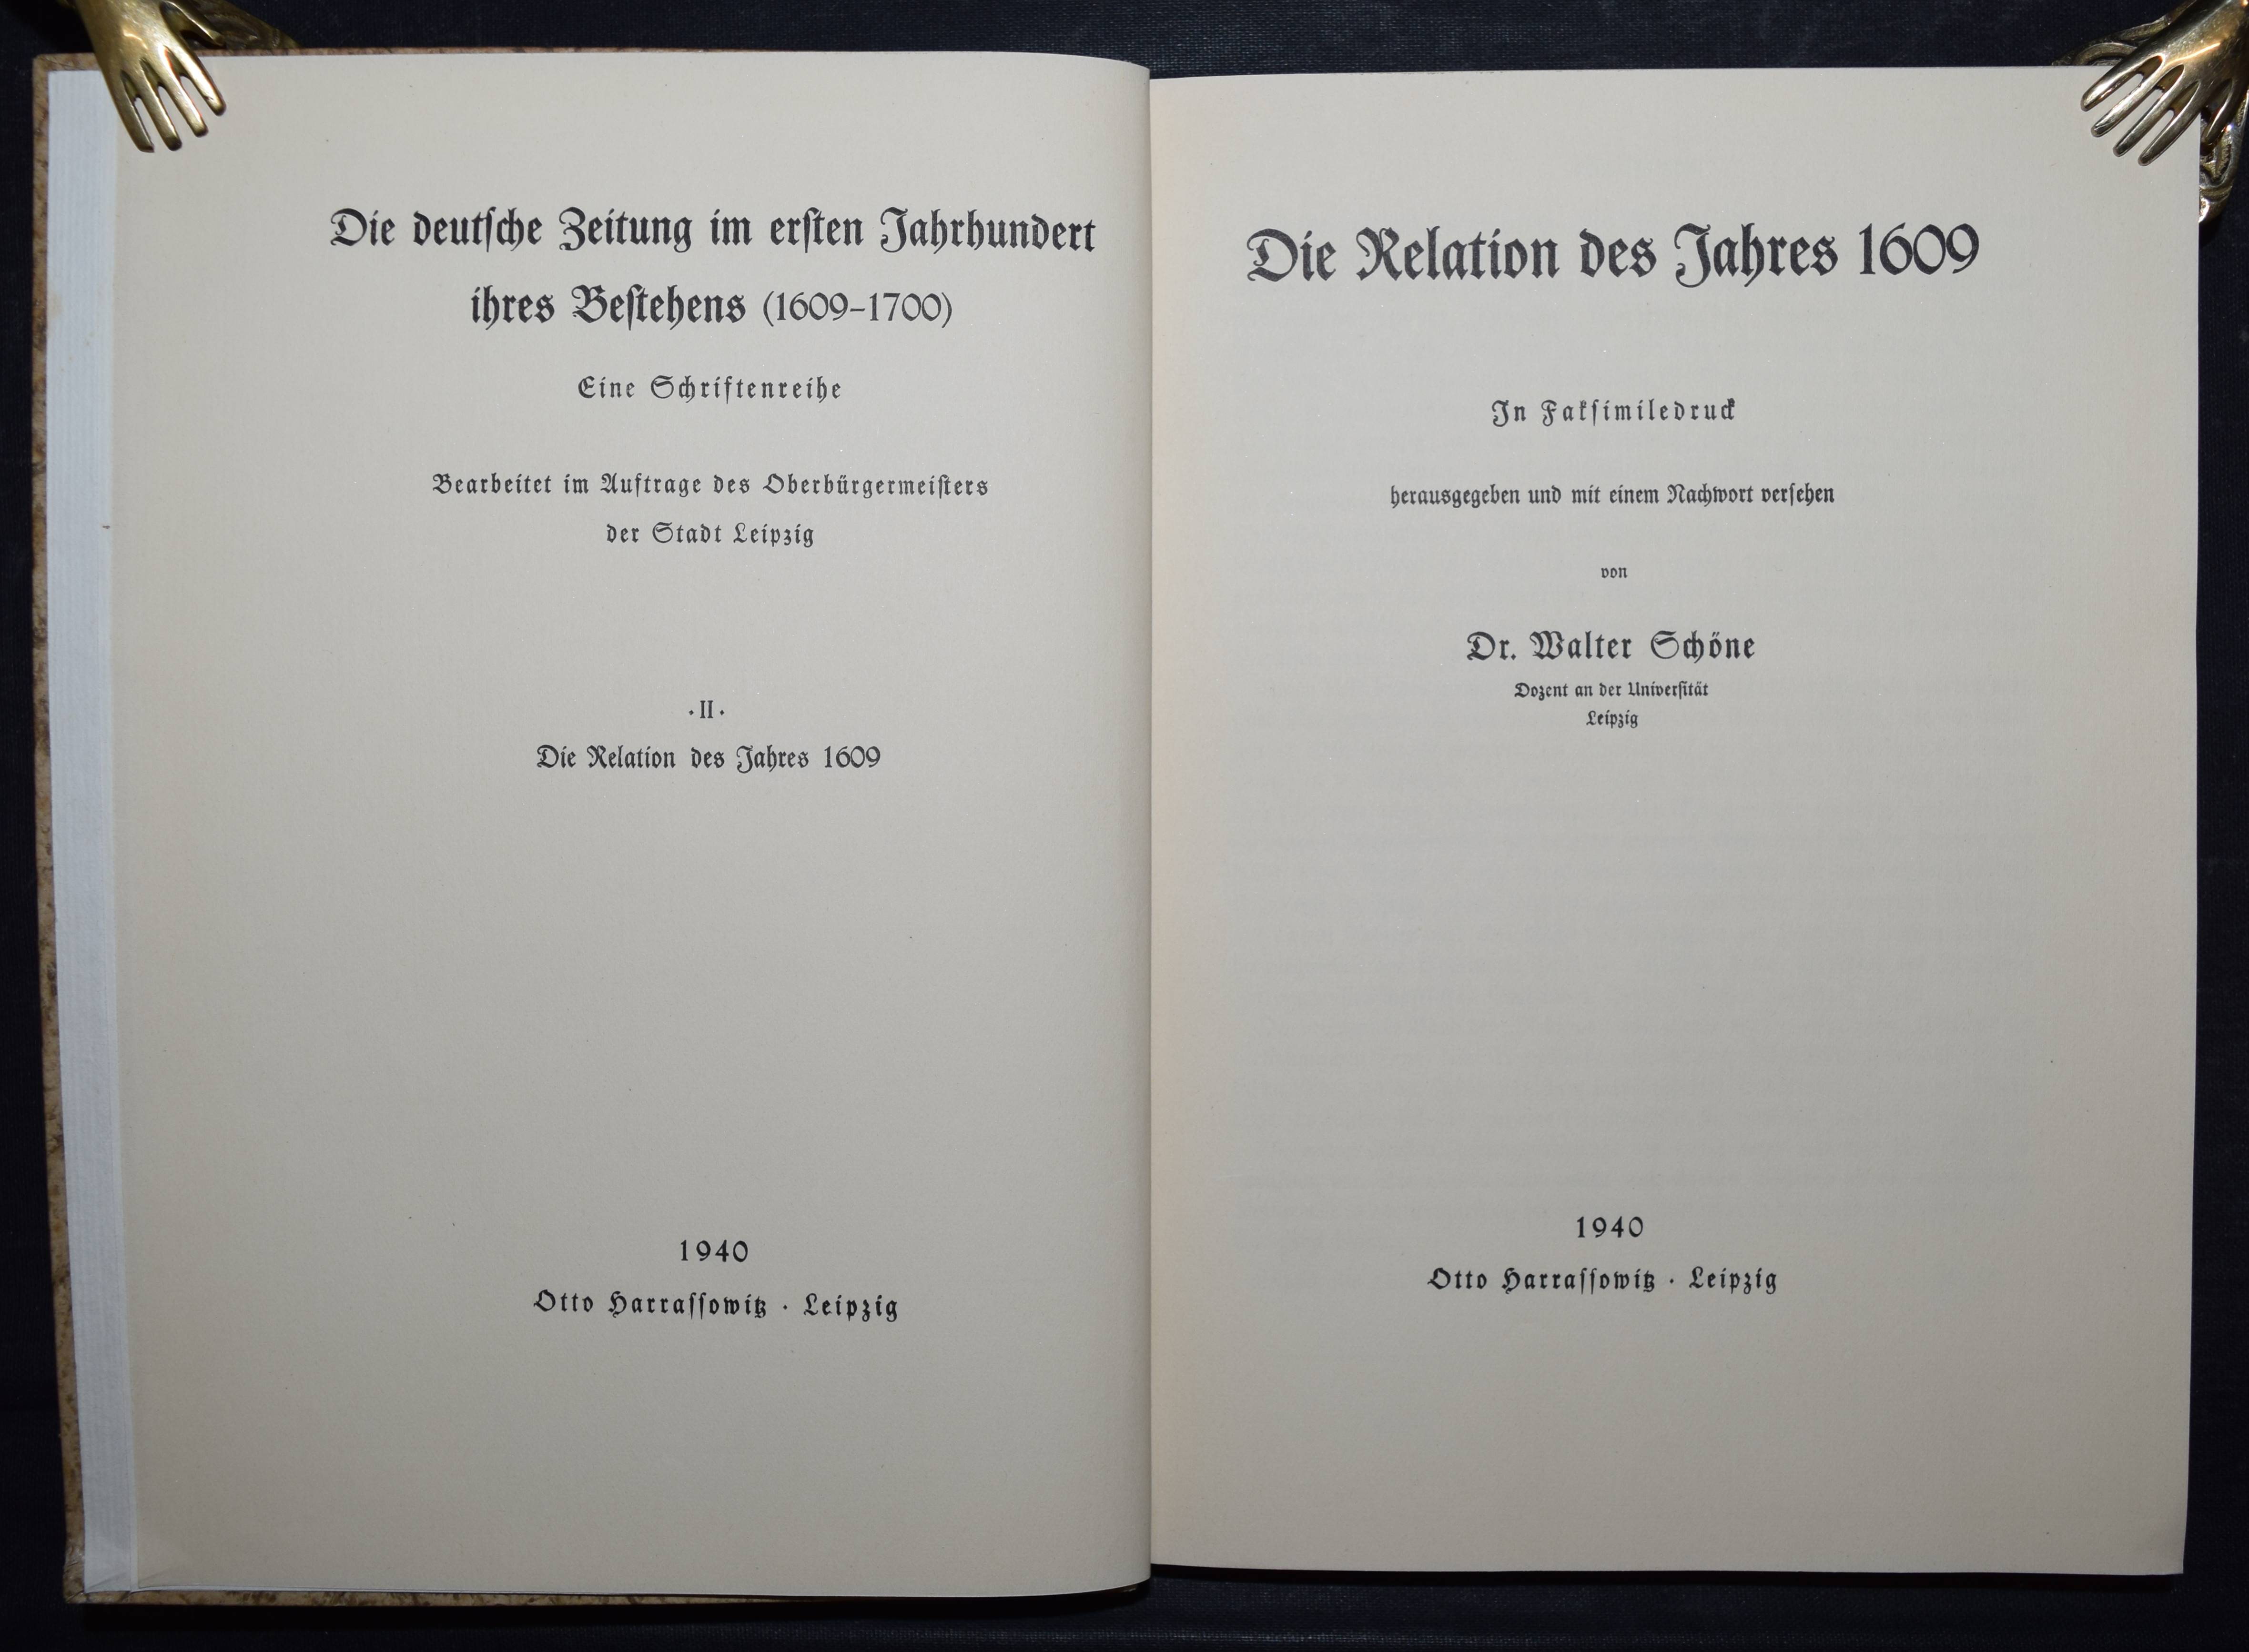 Die deutſche Zeitung im erſten Jahrhundert
ihres Beſtehens (1609–1700)
Eine Schriftenreihe
Bearbeitet im Auftrage des Oberbürgermeiſters
der Stadt Leipzig
· II ·
Die Relation des Jahres 1609
1940
Otto Harraſſowitz · Leipzig
Die Relation des Jahres 1609
In Fakſimiledruck
herausgegeben und mit einem Nachwort verſehen
von
Dr. Walter Schöne
Dozent an der Univerſität
Leipzig
1940
Otto Harraſſowitz · Leipzig